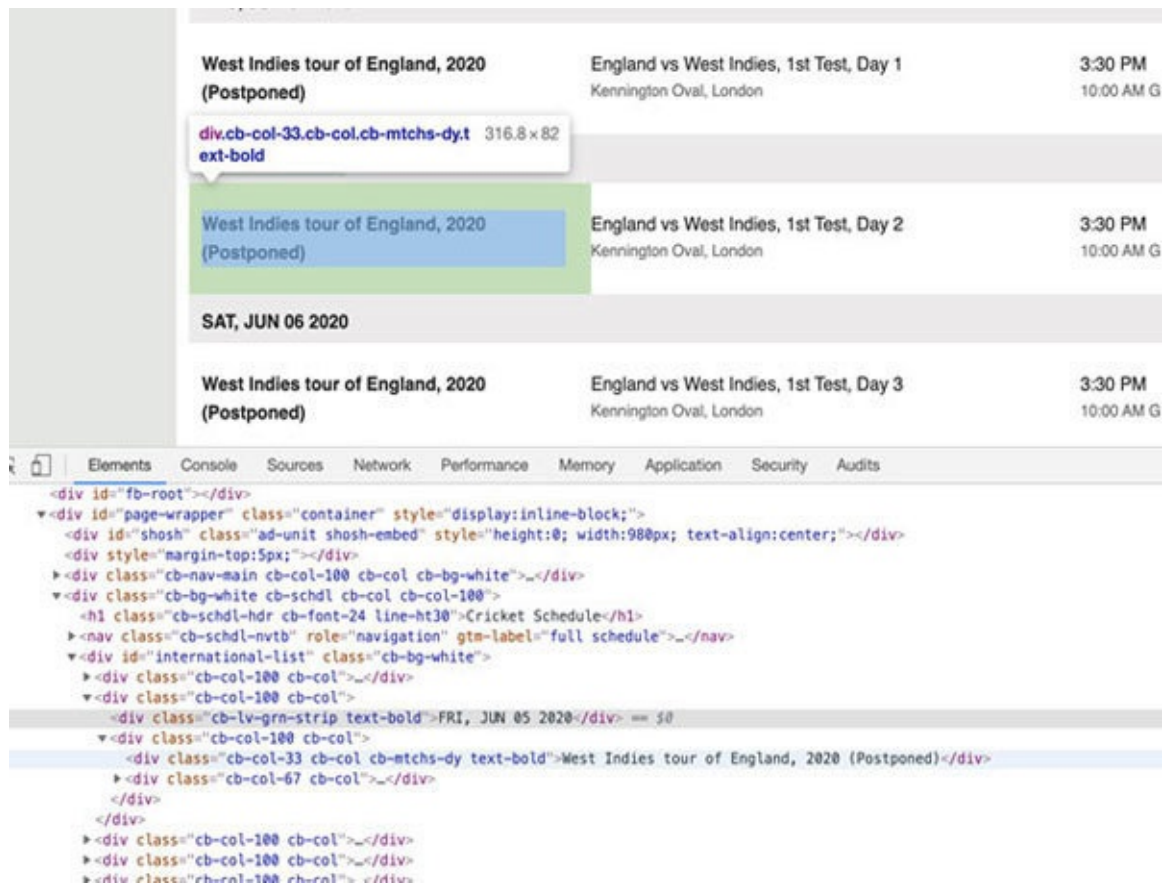 West Indies tour of England, 2020
(Postponed)
England vs West Indies, 1st Test, Day 1
Kennington Oval, London
3:30 PM
10:00 AM G
div.cb-col-33.cb-col.cb-mtchs-dy.t
ext-bold
316.8 × 82
West Indies tour of England, 2020
(Postponed)
England vs West Indies, 1st Test, Day 2
Kennington Oval, London
3:30 PM
10:00 AM G
SAT, JUN 06 2020
West Indies tour of England, 2020
(Postponed)
England vs West Indies, 1st Test, Day 3
Kennington Oval, London
3:30 PM
10:00 AM G
Elements Console Sources Network Performance Memory Application Security Audits
<div id="fb-root"></div>
▼<div id="page-wrapper" class="container" style="display:inline-block;">
<div id="shosh" class="ad-unit shosh-embed" style="height:0; width:980px; text-align:center;"></div>
<div style="margin-top:5px;"></div>
▶<div class="cb-nav-main cb-col-100 cb-col cb-bg-white">…</div>
▼<div class="cb-bg-white cb-schdl cb-col cb-col-100">
<h1 class="cb-schdl-hdr cb-font-24 line-ht30">Cricket Schedule</h1>
▶<nav class="cb-schdl-nvtb" role="navigation" gtm-label="full schedule">…</nav>
▼<div id="international-list" class="cb-bg-white">
▶<div class="cb-col-100 cb-col">…</div>
▼<div class="cb-col-100 cb-col">
<div class="cb-lv-grn-strip text-bold">FRI, JUN 05 2020</div> == $0
▼<div class="cb-col-100 cb-col">
<div class="cb-col-33 cb-col cb-mtchs-dy text-bold">West Indies tour of England, 2020 (Postponed)</div>
▶<div class="cb-col-67 cb-col">…</div>
</div>
</div>
▶<div class="cb-col-100 cb-col">…</div>
▶<div class="cb-col-100 cb-col">…</div>
▶<div class="cb-col-100 cb-col">…</div>